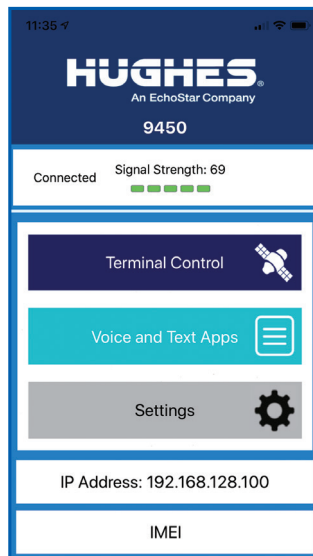 11:35
HUGHES®
An EchoStar Company
9450
Connected
Signal Strength: 69
Terminal Control
Voice and Text Apps
Settings
IP Address: 192.168.128.100
IMEI